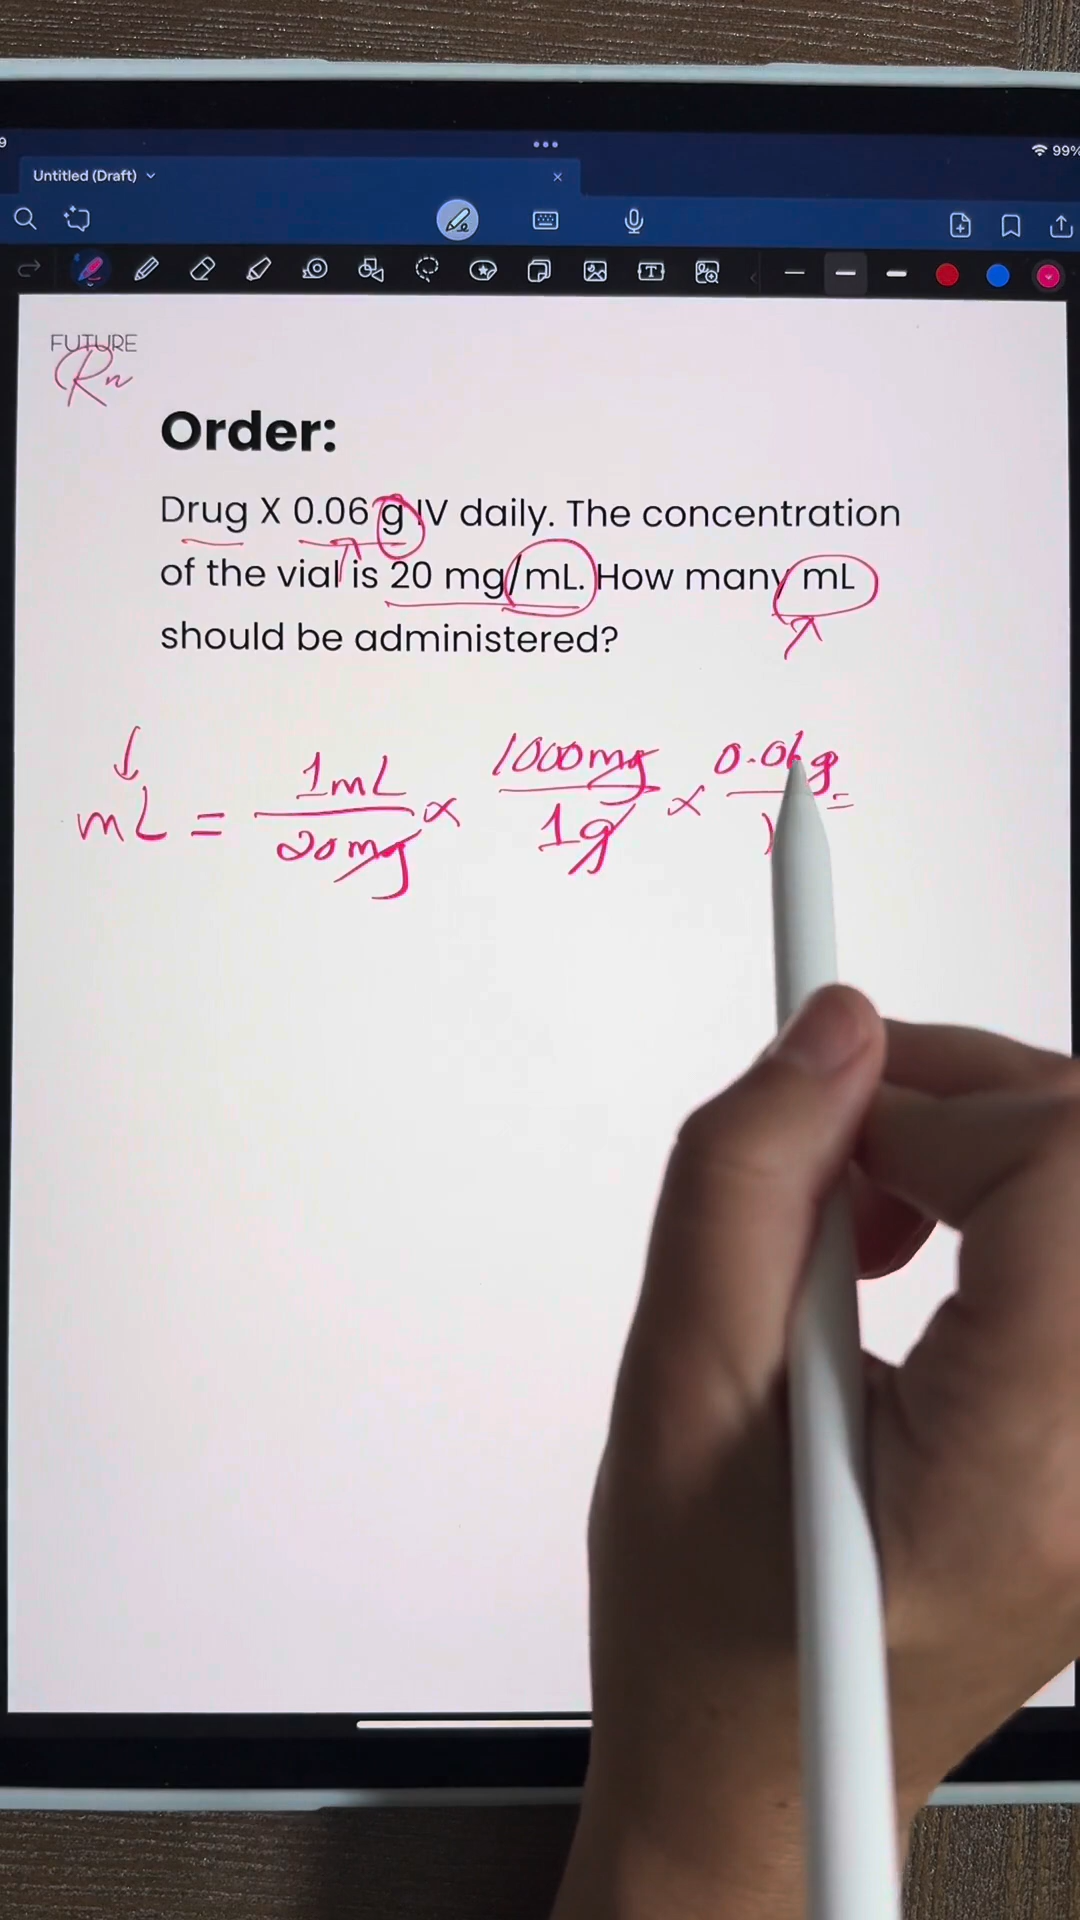 9
99%
Untitled (Draft)
FUTURE
Rn
Order:
Drug X 0.06 g IV daily. The concentration
of the vial is 20 mg/mL. How many mL
should be administered?
mL = 1mL / 20mg × 1000mg / 1g × 0.06g / 1 =